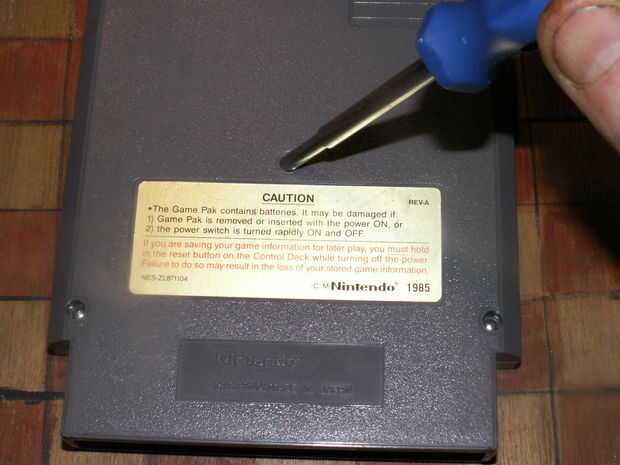 CAUTION
REV-A
•The Game Pak contains batteries. It may be damaged if:
1) Game Pak is removed or inserted with the power ON, or
2) the power switch is turned rapidly ON and OFF.
If you are saving your game information for later play, you must hold
in the reset button on the Control Deck while turning off the power.
Failure to do so may result in the loss of your stored game information.
NES-ZL871104
Nintendo® 1985
Nintendo